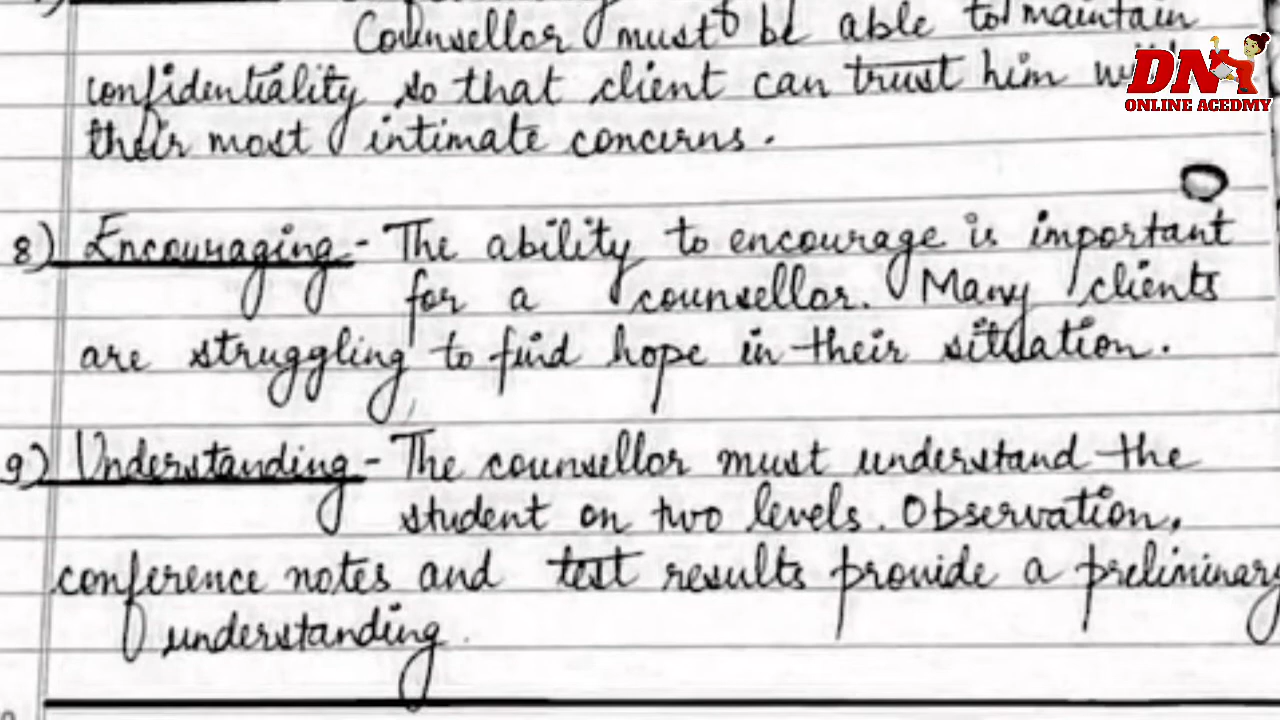 Counsellor must be able to maintain
confidentiality so that client can trust him
their most intimate concerns.
8) Encouraging - The ability to encourage is important
for a counsellor. Many clients
are struggling to find hope in their situation.
9) Understanding - The counsellor must understand the
student on two levels. Observation,
conference notes and test results provide a preliminary
understanding.
DN
ONLINE ACEDMY